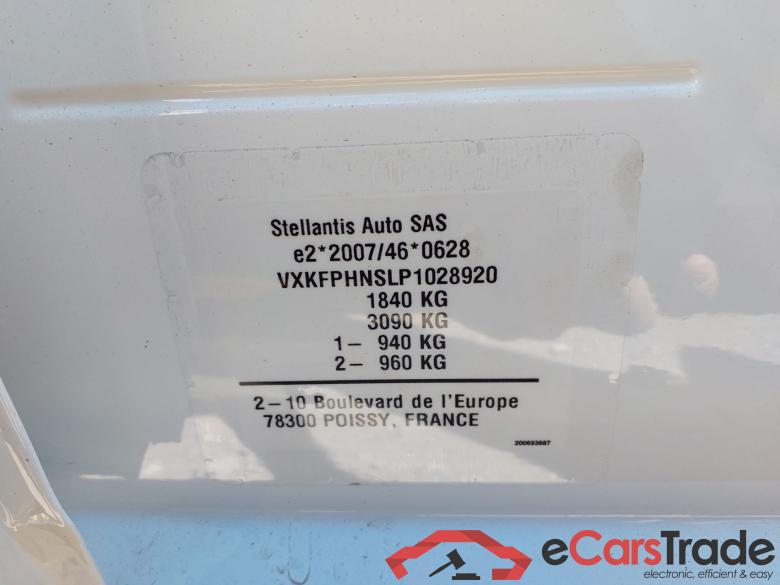 Stellantis Auto SAS
e2*2007/46*0628
VXKFPHNSLP1028920
1840 KG
3090 KG
1- 940 KG
2- 960 KG
2-10 Boulevard de l'Europe
78300 POISSY, FRANCE
200693687
eCarsTrade
electronic, efficient & easy